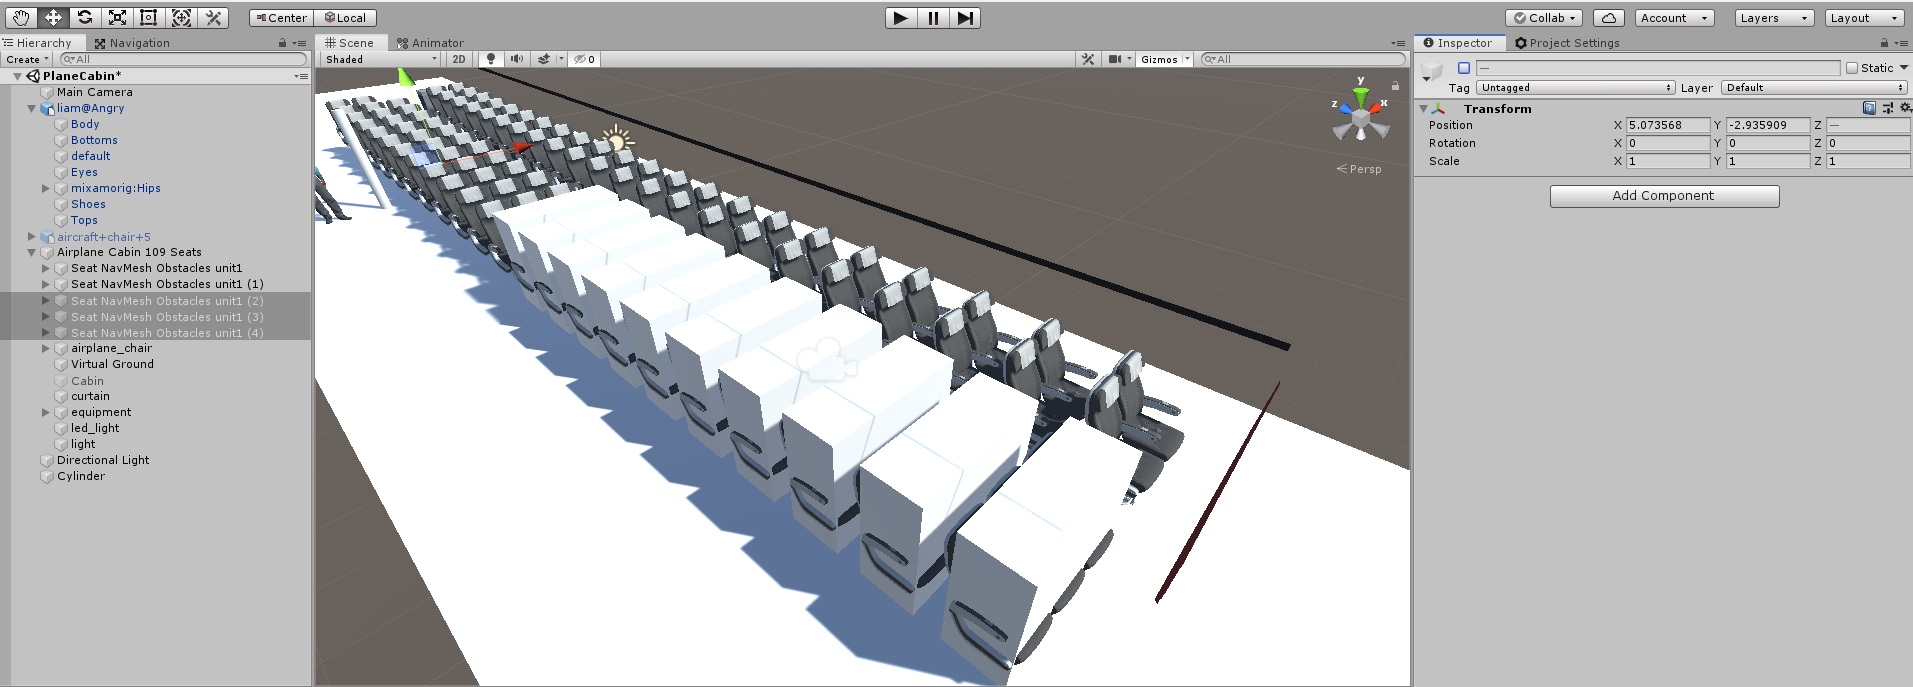 Center Local Collab Account Layers Layout
Hierarchy Navigation Scene Animator Inspector Project Settings
Create All Shaded 2D 0 Gizmos All Static
PlaneCabin*
Main Camera
liam@Angry
Body
Bottoms
default
Eyes
mixamorig:Hips
Shoes
Tops
aircraft+chair+5
Airplane Cabin 109 Seats
Seat NavMesh Obstacles unit1
Seat NavMesh Obstacles unit1 (1)
Seat NavMesh Obstacles unit1 (2)
Seat NavMesh Obstacles unit1 (3)
Seat NavMesh Obstacles unit1 (4)
airplane_chair
Virtual Ground
Cabin
curtain
equipment
led_light
light
Directional Light
Cylinder
y
z x
Persp
—
Tag Untagged Layer Default
Transform
Position X 5.073568 Y -2.935909 Z —
Rotation X 0 Y 0 Z 0
Scale X 1 Y 1 Z 1
Add Component